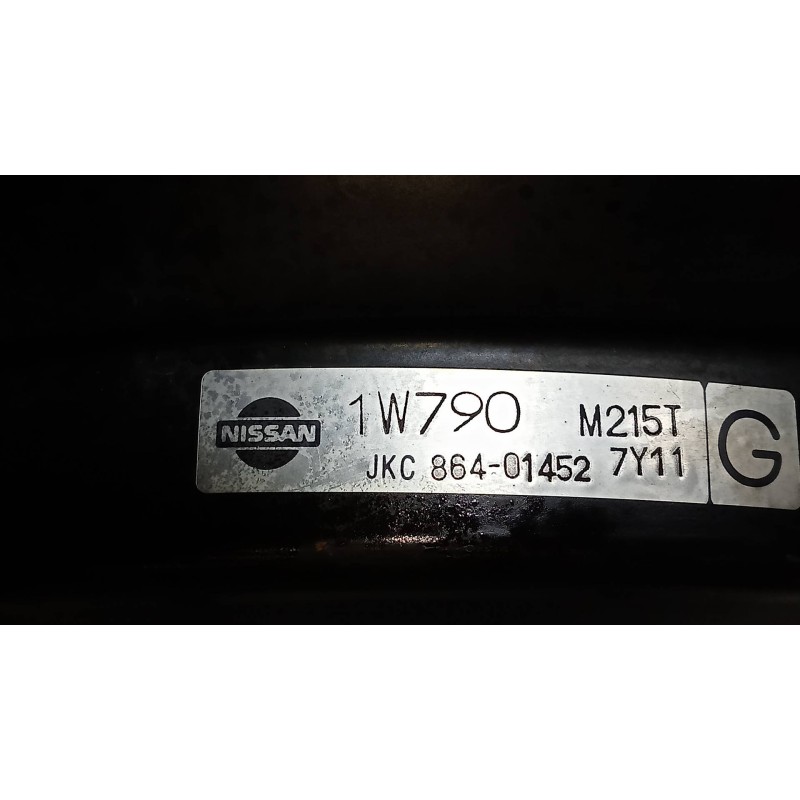 NISSAN 1W790 M215T G
JKC 864-01452 7Y11